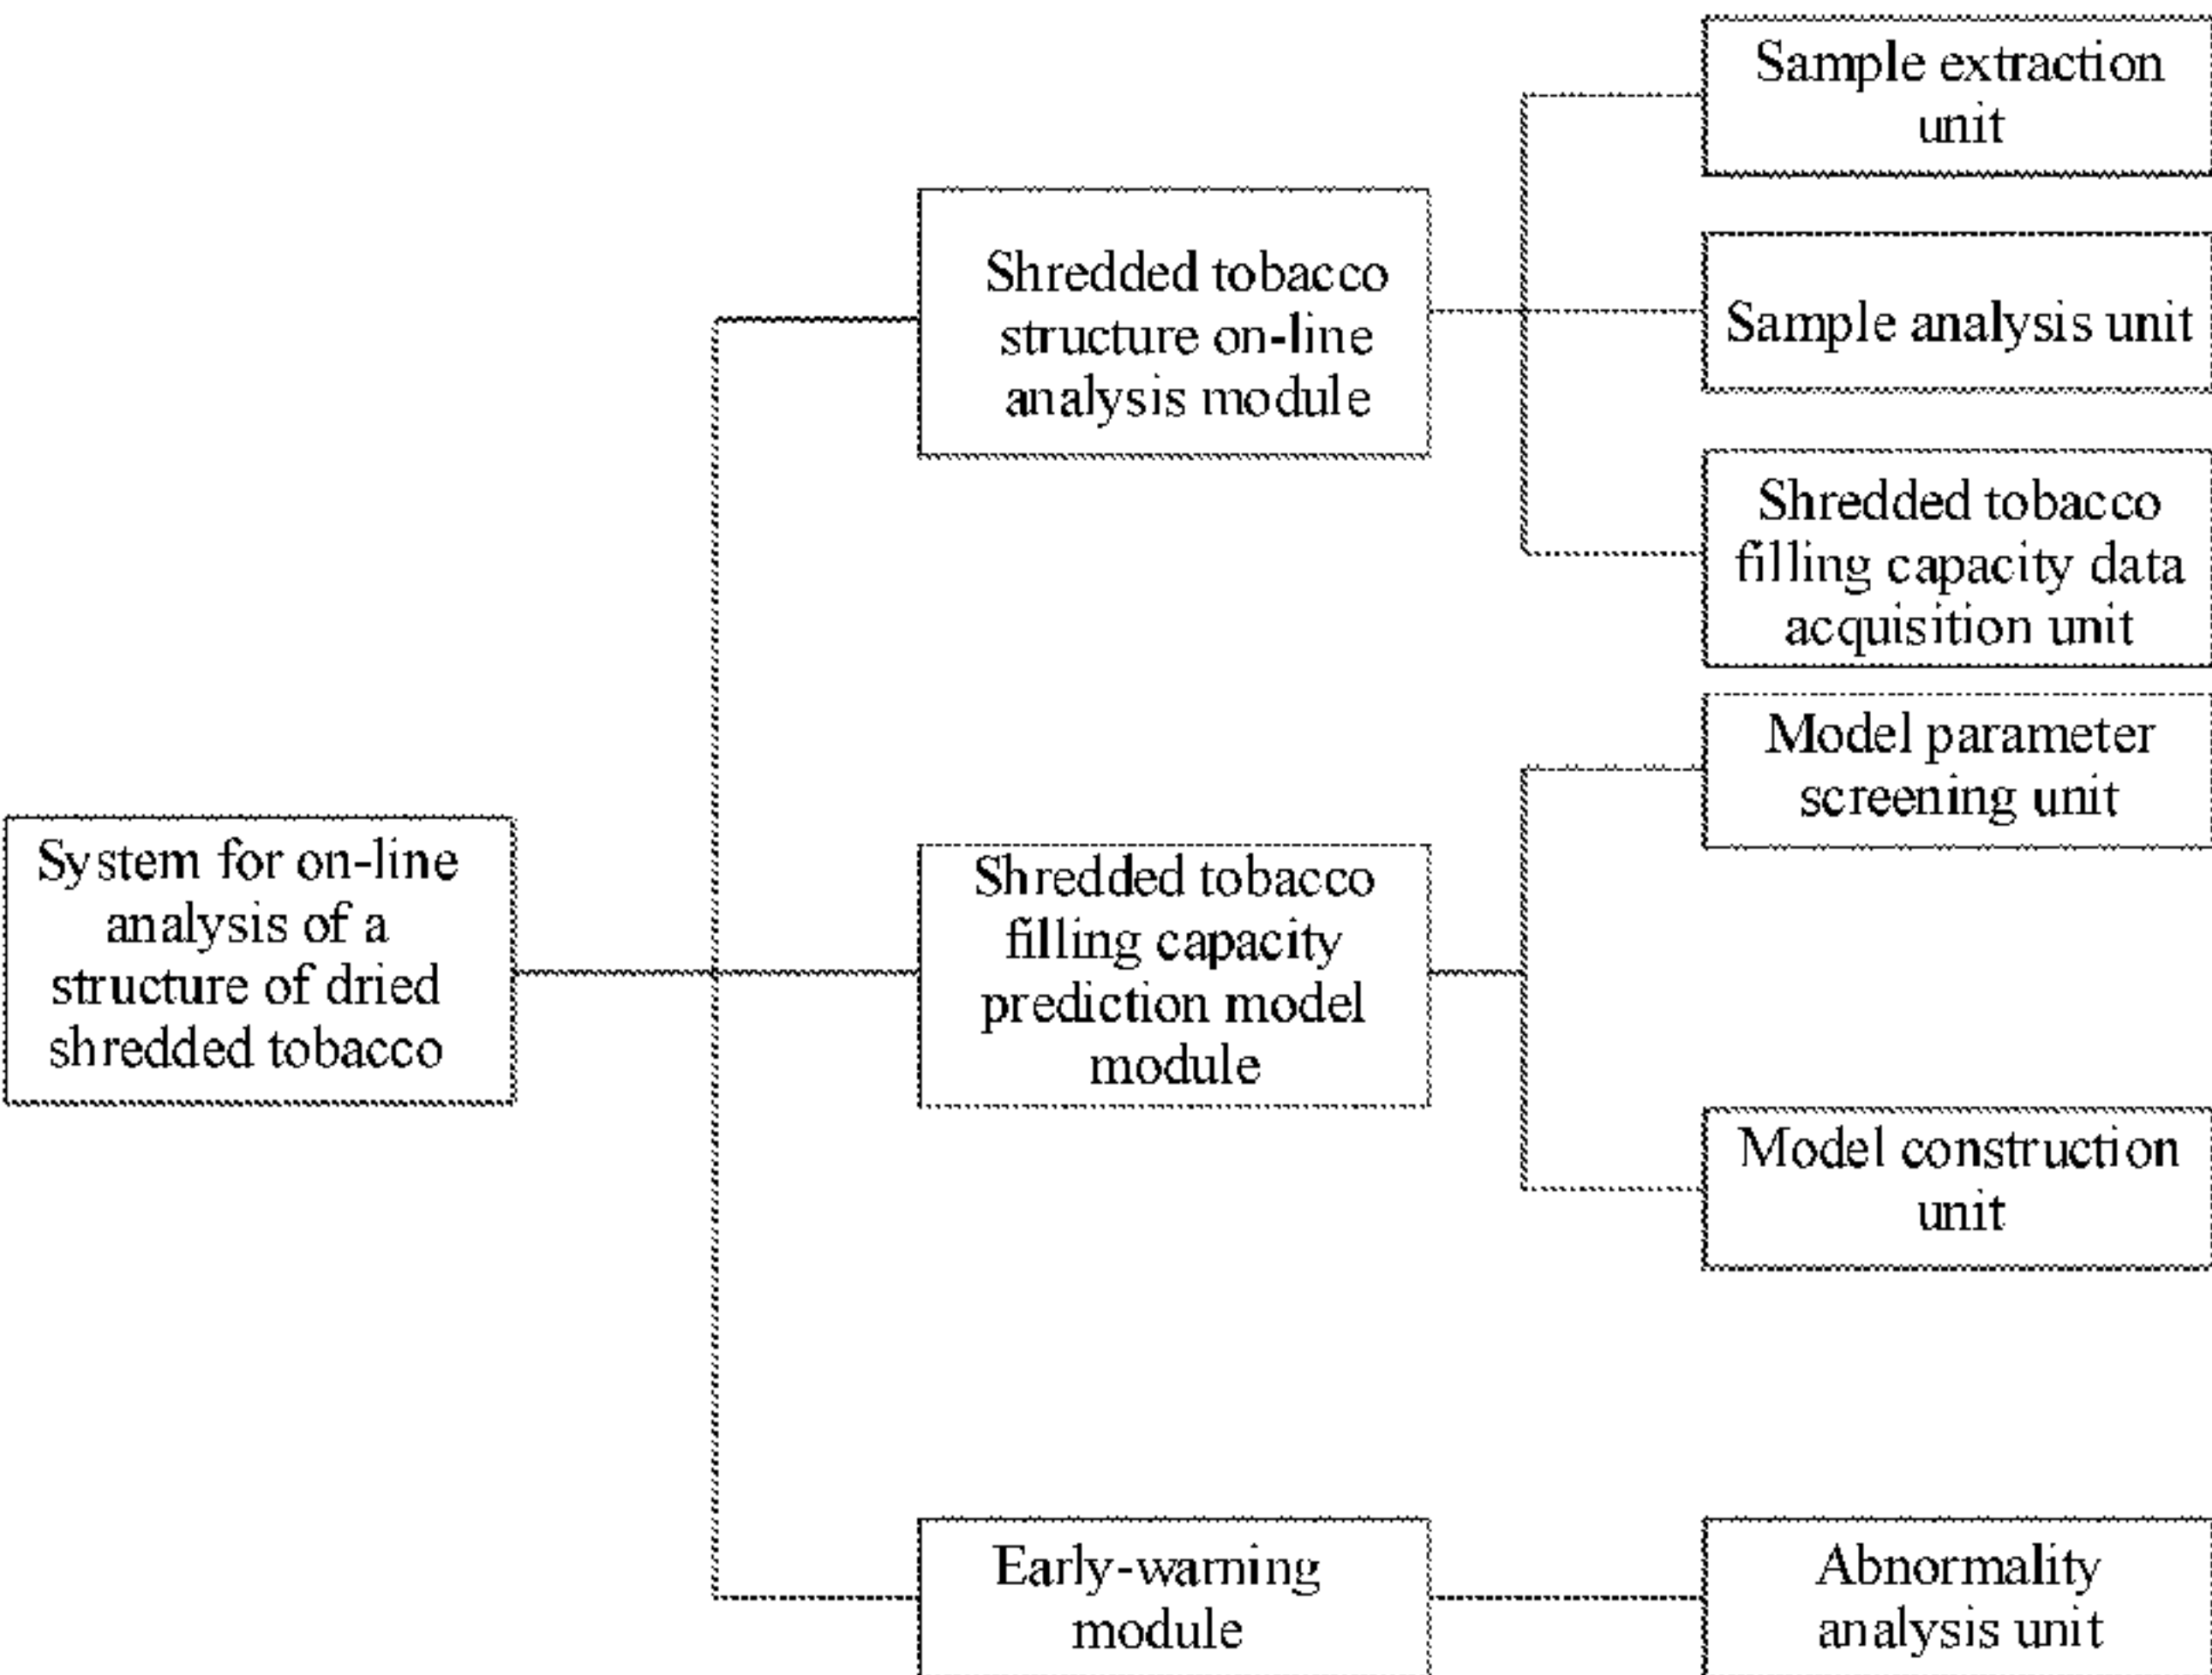 System for on-line
analysis of a
structure of dried
shredded tobacco
Shredded tobacco
structure on-line
analysis module
Shredded tobacco
filling capacity
prediction model
module
Early-warning
module
Sample extraction
unit
Sample analysis unit
Shredded tobacco
filling capacity data
acquisition unit
Model parameter
screening unit
Model construction
unit
Abnormality
analysis unit